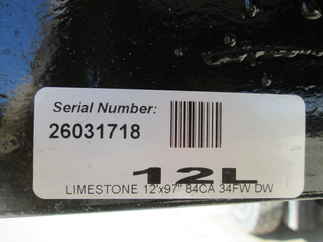 Serial Number:
26031718
12L
LIMESTONE 12'x97" 84CA 34FW DW